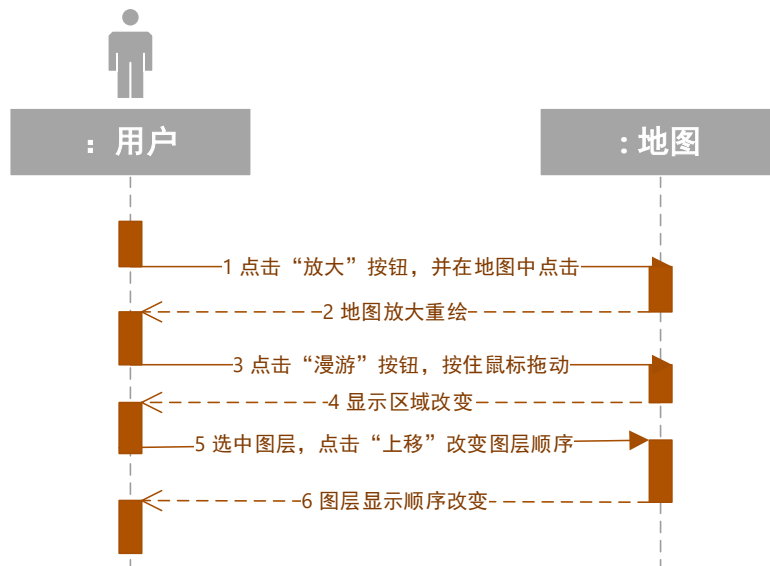 ：用户
: 地图
1 点击“放大”按钮，并在地图中点击
2 地图放大重绘
3 点击“漫游”按钮，按住鼠标拖动
4 显示区域改变
5 选中图层，点击“上移”改变图层顺序
6 图层显示顺序改变